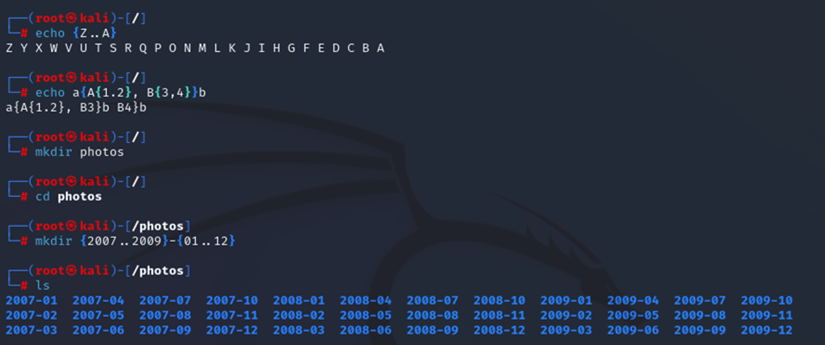 ┌──(root㉿kali)-[/]
└─# echo {Z..A}
Z Y X W V U T S R Q P O N M L K J I H G F E D C B A
┌──(root㉿kali)-[/]
└─# echo a{A{1.2}, B{3,4}}b
a{A{1.2}, B3}b B4}b
┌──(root㉿kali)-[/]
└─# mkdir photos
┌──(root㉿kali)-[/]
└─# cd photos
┌──(root㉿kali)-[/photos]
└─# mkdir {2007..2009}-{01..12}
┌──(root㉿kali)-[/photos]
└─# ls
2007-01 2007-04 2007-07 2007-10 2008-01 2008-04 2008-07 2008-10 2009-01 2009-04 2009-07 2009-10
2007-02 2007-05 2007-08 2007-11 2008-02 2008-05 2008-08 2008-11 2009-02 2009-05 2009-08 2009-11
2007-03 2007-06 2007-09 2007-12 2008-03 2008-06 2008-09 2008-12 2009-03 2009-06 2009-09 2009-12